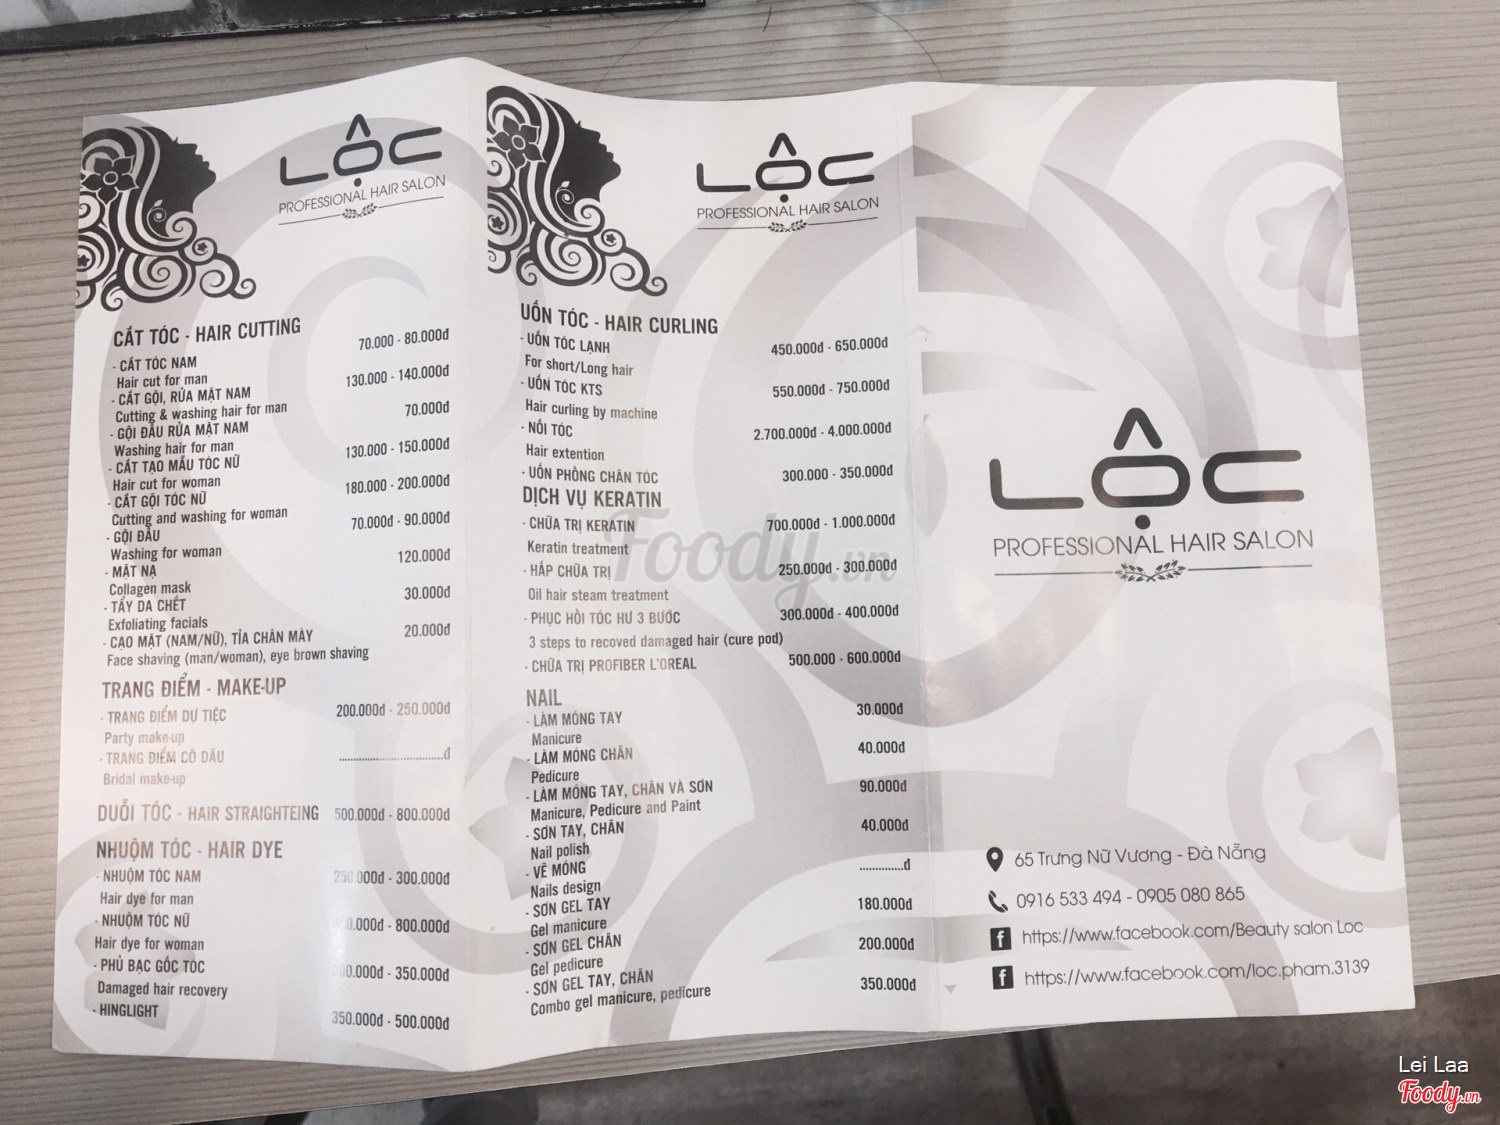 LỘC
PROFESSIONAL HAIR SALON
CẮT TÓC - HAIR CUTTING
- CẮT TÓC NAM 70.000 - 80.000đ
Hair cut for man
- CẮT GỘI, RỬA MẶT NAM 130.000 - 140.000đ
Cutting & washing hair for man
- GỘI ĐẦU RỬA MẶT NAM 70.000đ
Washing hair for man
- CẮT TẠO MẪU TÓC NỮ 130.000 - 150.000đ
Hair cut for woman
- CẮT GỘI TÓC NỮ 180.000 - 200.000đ
Cutting and washing for woman
- GỘI ĐẦU 70.000đ - 90.000đ
Washing for woman
- MẶT NẠ 120.000đ
Collagen mask
- TẨY DA CHẾT 30.000đ
Exfoliating facials
- CẠO MẶT (NAM/NỮ), TỈA CHÂN MÀY 20.000đ
Face shaving (man/woman), eye brown shaving
TRANG ĐIỂM - MAKE-UP
- TRANG ĐIỂM DỰ TIỆC 200.000đ - 250.000đ
Party make-up
- TRANG ĐIỂM CÔ DÂU ................................đ
Bridal make-up
DUỖI TÓC - HAIR STRAIGHTEING 500.000đ - 800.000đ
NHUỘM TÓC - HAIR DYE
- NHUỘM TÓC NAM 250.000đ - 300.000đ
Hair dye for man
- NHUỘM TÓC NỮ - 800.000đ
Hair dye for woman
- PHỦ BẠC GỐC TÓC - 350.000đ
Damaged hair recovery
- HINGLIGHT 350.000đ - 500.000đ
LỘC
PROFESSIONAL HAIR SALON
UỐN TÓC - HAIR CURLING
- UỐN TÓC LẠNH 450.000đ - 650.000đ
For short/Long hair
- UỐN TÓC KTS 550.000đ - 750.000đ
Hair curling by machine
- NỐI TÓC 2.700.000đ - 4.000.000đ
Hair extention
- UỐN PHỒNG CHÂN TÓC 300.000 - 350.000đ
DỊCH VỤ KERATIN
- CHỮA TRỊ KERATIN 700.000đ - 1.000.000đ
Keratin treatment
- HẤP CHỮA TRỊ 250.000đ - 300.000đ
Oil hair steam treatment
- PHỤC HỒI TÓC HƯ 3 BƯỚC 300.000đ - 400.000đ
3 steps to recoved damaged hair (cure pod)
- CHỮA TRỊ PROFIBER L'OREAL 500.000 - 600.000đ
NAIL
- LÀM MÓNG TAY 30.000đ
Manicure
- LÀM MÓNG CHÂN 40.000đ
Pedicure
- LÀM MÓNG TAY, CHÂN VÀ SƠN 90.000đ
Manicure, Pedicure and Paint
- SƠN TAY, CHÂN 40.000đ
Nail polish
- VẼ MÓNG ..............đ
Nails design
- SƠN GEL TAY 180.000đ
Gel manicure
- SƠN GEL CHÂN 200.000đ
Gel pedicure
- SƠN GEL TAY, CHÂN 350.000đ
Combo gel manicure, pedicure
LỘC
PROFESSIONAL HAIR SALON
65 Trưng Nữ Vương - Đà Nẵng
0916 533 494 - 0905 080 865
https://www.facebook.com/Beauty salon Loc
https://www.facebook.com/loc.pham.3139
Foody.vn
Lei Laa
Foody.vn